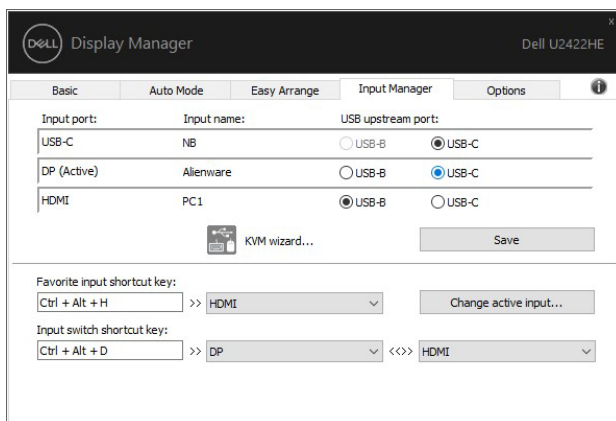 x
DELL Display Manager Dell U2422HE
Basic Auto Mode Easy Arrange Input Manager Options i
Input port: Input name: USB upstream port:
USB-C NB USB-B USB-C
DP (Active) Alienware USB-B USB-C
HDMI PC1 USB-B USB-C
KVM wizard... Save
Favorite input shortcut key:
Ctrl + Alt + H >> HDMI Change active input...
Input switch shortcut key:
Ctrl + Alt + D >> DP <<>> HDMI